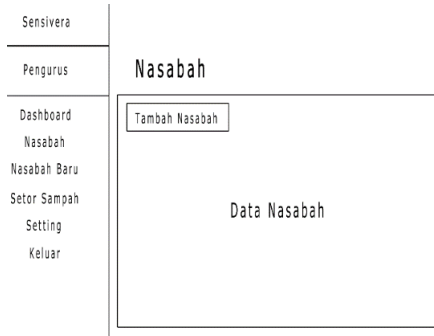 Sensivera
Pengurus
Dashboard
Nasabah
Nasabah Baru
Setor Sampah
Setting
Keluar
Nasabah
Tambah Nasabah
Data Nasabah